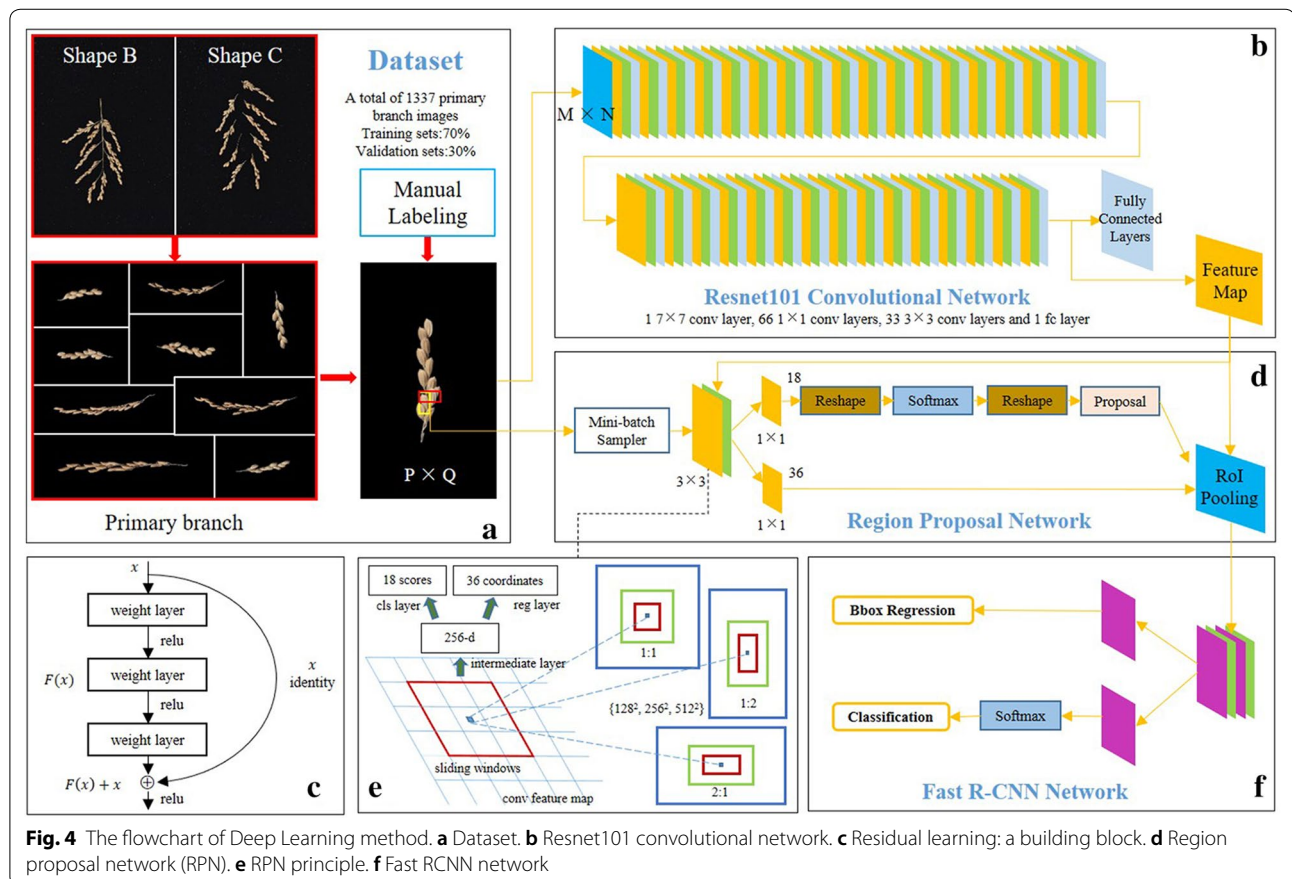 Shape B
Shape C
Dataset
A total of 1337 primary
branch images
Training sets:70%
Validation sets:30%
Manual
Labeling
P × Q
Primary branch
a
b
M × N
Fully
Connected
Layers
Feature
Map
Resnet101 Convolutional Network
1 7×7 conv layer, 66 1×1 conv layers, 33 3×3 conv layers and 1 fc layer
d
Mini-batch
Sampler
3×3
18
1×1
Reshape
Softmax
Reshape
Proposal
36
1×1
RoI
Pooling
Region Proposal Network
x
weight layer
relu
F(x)
weight layer
relu
weight layer
x
identity
F(x) + x
relu
c
18 scores
36 coordinates
cls layer
reg layer
256-d
intermediate layer
1:1
{128², 256², 512²}
1:2
sliding windows
2:1
conv feature map
e
Bbox Regression
Classification
Softmax
Fast R-CNN Network
f
Fig. 4 The flowchart of Deep Learning method. a Dataset. b Resnet101 convolutional network. c Residual learning: a building block. d Region
proposal network (RPN). e RPN principle. f Fast RCNN network